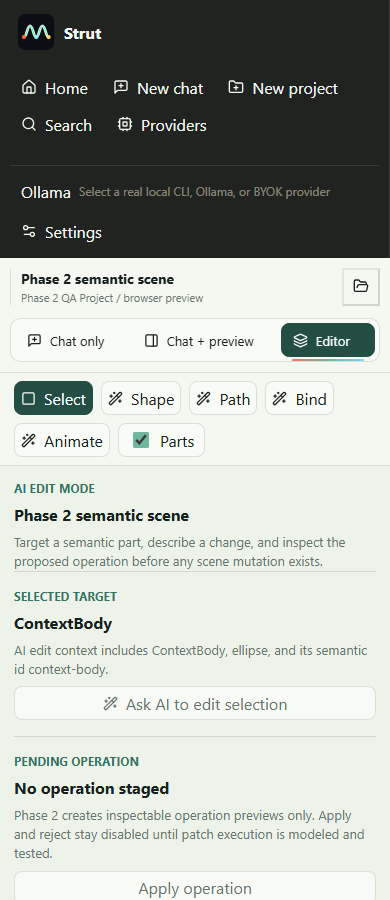 Strut
Home New chat New project
Search Providers
Ollama Select a real local CLI, Ollama, or BYOK provider
Settings
Phase 2 semantic scene
Phase 2 QA Project / browser preview
Chat only Chat + preview Editor
Select Shape Path Bind
Animate Parts
AI EDIT MODE
Phase 2 semantic scene
Target a semantic part, describe a change, and inspect the
proposed operation before any scene mutation exists.
SELECTED TARGET
ContextBody
AI edit context includes ContextBody, ellipse, and its semantic
id context-body.
Ask AI to edit selection
PENDING OPERATION
No operation staged
Phase 2 creates inspectable operation previews only. Apply
and reject stay disabled until patch execution is modeled and
tested.
Apply operation